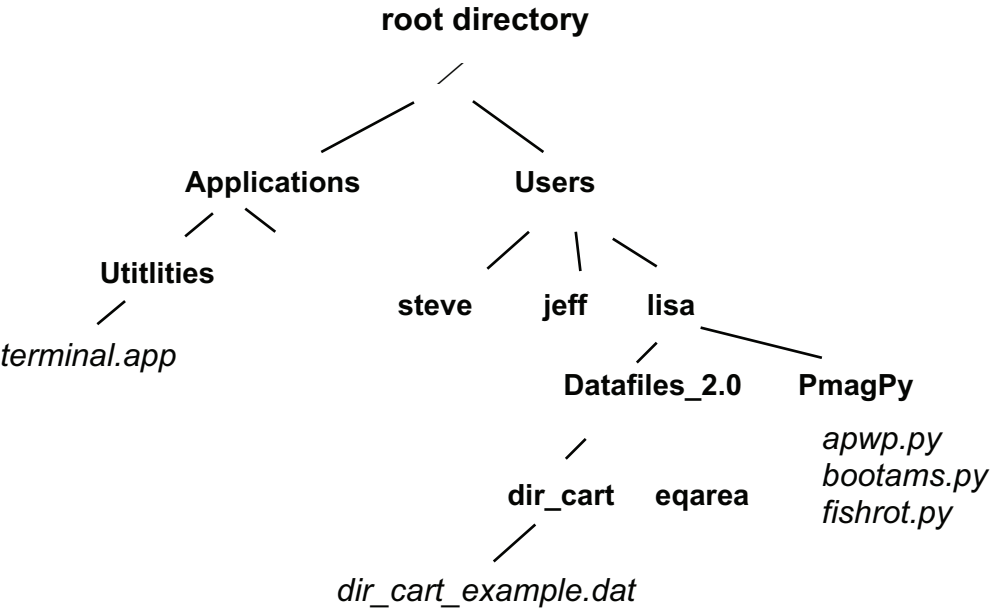 root directory
/
Applications
Users
Utitlities
steve
jeff
lisa
terminal.app
Datafiles_2.0
PmagPy
apwp.py
bootams.py
fishrot.py
dir_cart
eqarea
dir_cart_example.dat